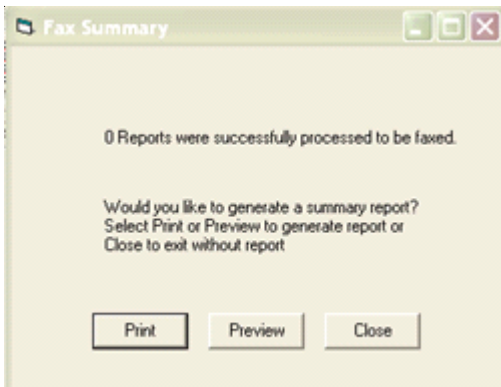 Fax Summary
0 Reports were successfully processed to be faxed.
Would you like to generate a summary report?
Select Print or Preview to generate report or
Close to exit without report
Print Preview Close